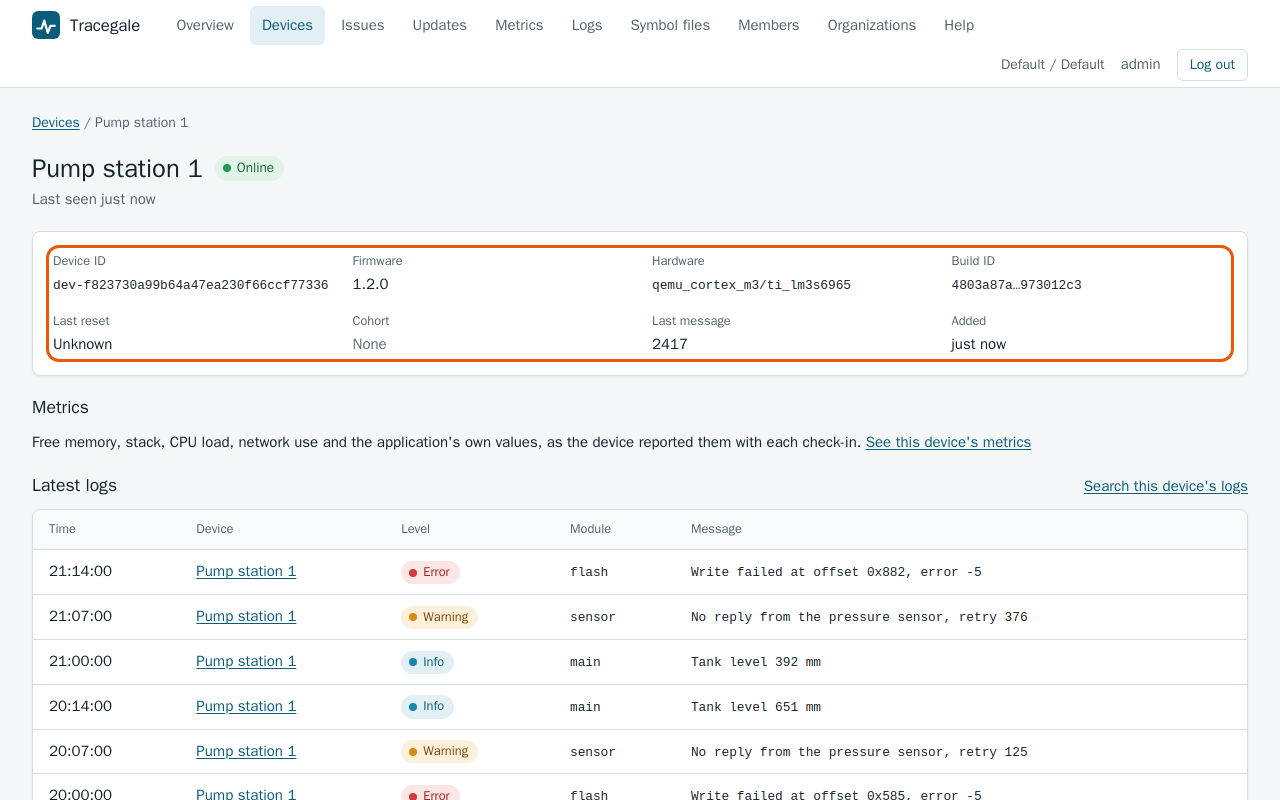 Tracegale Overview Devices Issues Updates Metrics Logs Symbol files Members Organizations Help
Default / Default admin Log out
Devices / Pump station 1
Pump station 1 Online
Last seen just now
Device ID Firmware Hardware Build ID
dev-f823730a99b64a47ea230f66ccf77336 1.2.0 qemu_cortex_m3/ti_lm3s6965 4803a87a…973012c3
Last reset Cohort Last message Added
Unknown None 2417 just now
Metrics
Free memory, stack, CPU load, network use and the application's own values, as the device reported them with each check-in. See this device's metrics
Latest logs Search this device's logs
Time Device Level Module Message
21:14:00 Pump station 1 Error flash Write failed at offset 0x882, error -5
21:07:00 Pump station 1 Warning sensor No reply from the pressure sensor, retry 376
21:00:00 Pump station 1 Info main Tank level 392 mm
20:14:00 Pump station 1 Info main Tank level 651 mm
20:07:00 Pump station 1 Warning sensor No reply from the pressure sensor, retry 125
20:00:00 Pump station 1 Error flash Write failed at offset 0x585, error -5